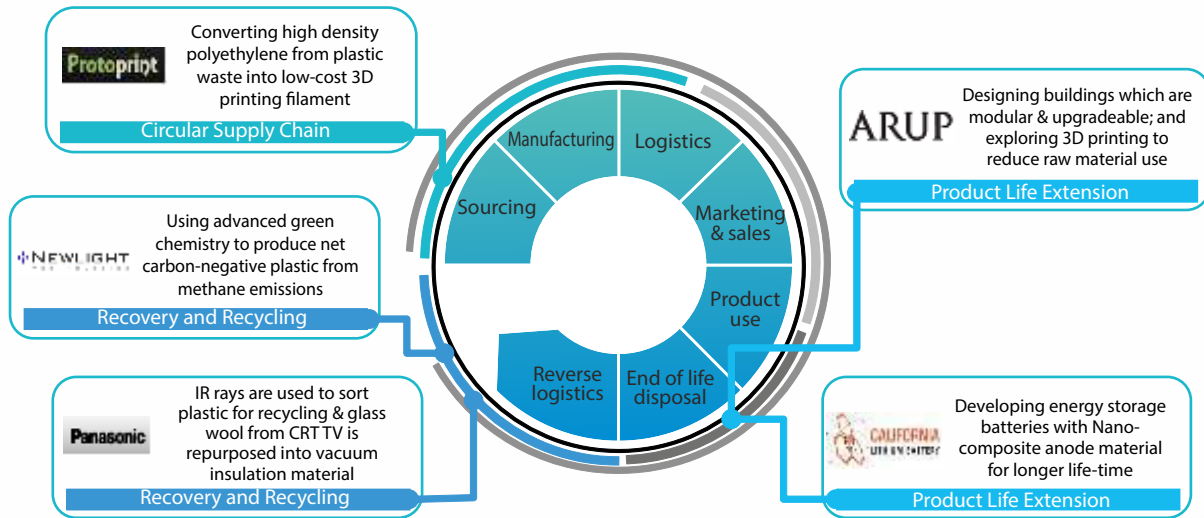 Protoprint
Converting high density
polyethylene from plastic
waste into low-cost 3D
printing filament
Circular Supply Chain
NEWLIGHT
Using advanced green
chemistry to produce net
carbon-negative plastic from
methane emissions
Recovery and Recycling
Panasonic
IR rays are used to sort
plastic for recycling & glass
wool from CRT TV is
repurposed into vacuum
insulation material
Recovery and Recycling
Sourcing
Manufacturing
Logistics
Marketing
& sales
Product
use
End of life
disposal
Reverse
logistics
ARUP
Designing buildings which are
modular & upgradeable; and
exploring 3D printing to
reduce raw material use
Product Life Extension
CALIFORNIA
LITHIUM BATTERY
Developing energy storage
batteries with Nano-
composite anode material
for longer life-time
Product Life Extension